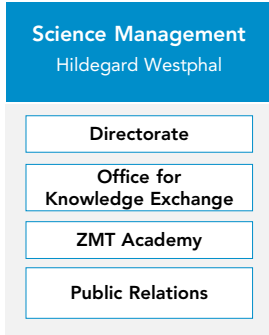 Science Management
Hildegard Westphal
Directorate
Office for
Knowledge Exchange
ZMT Academy
Public Relations